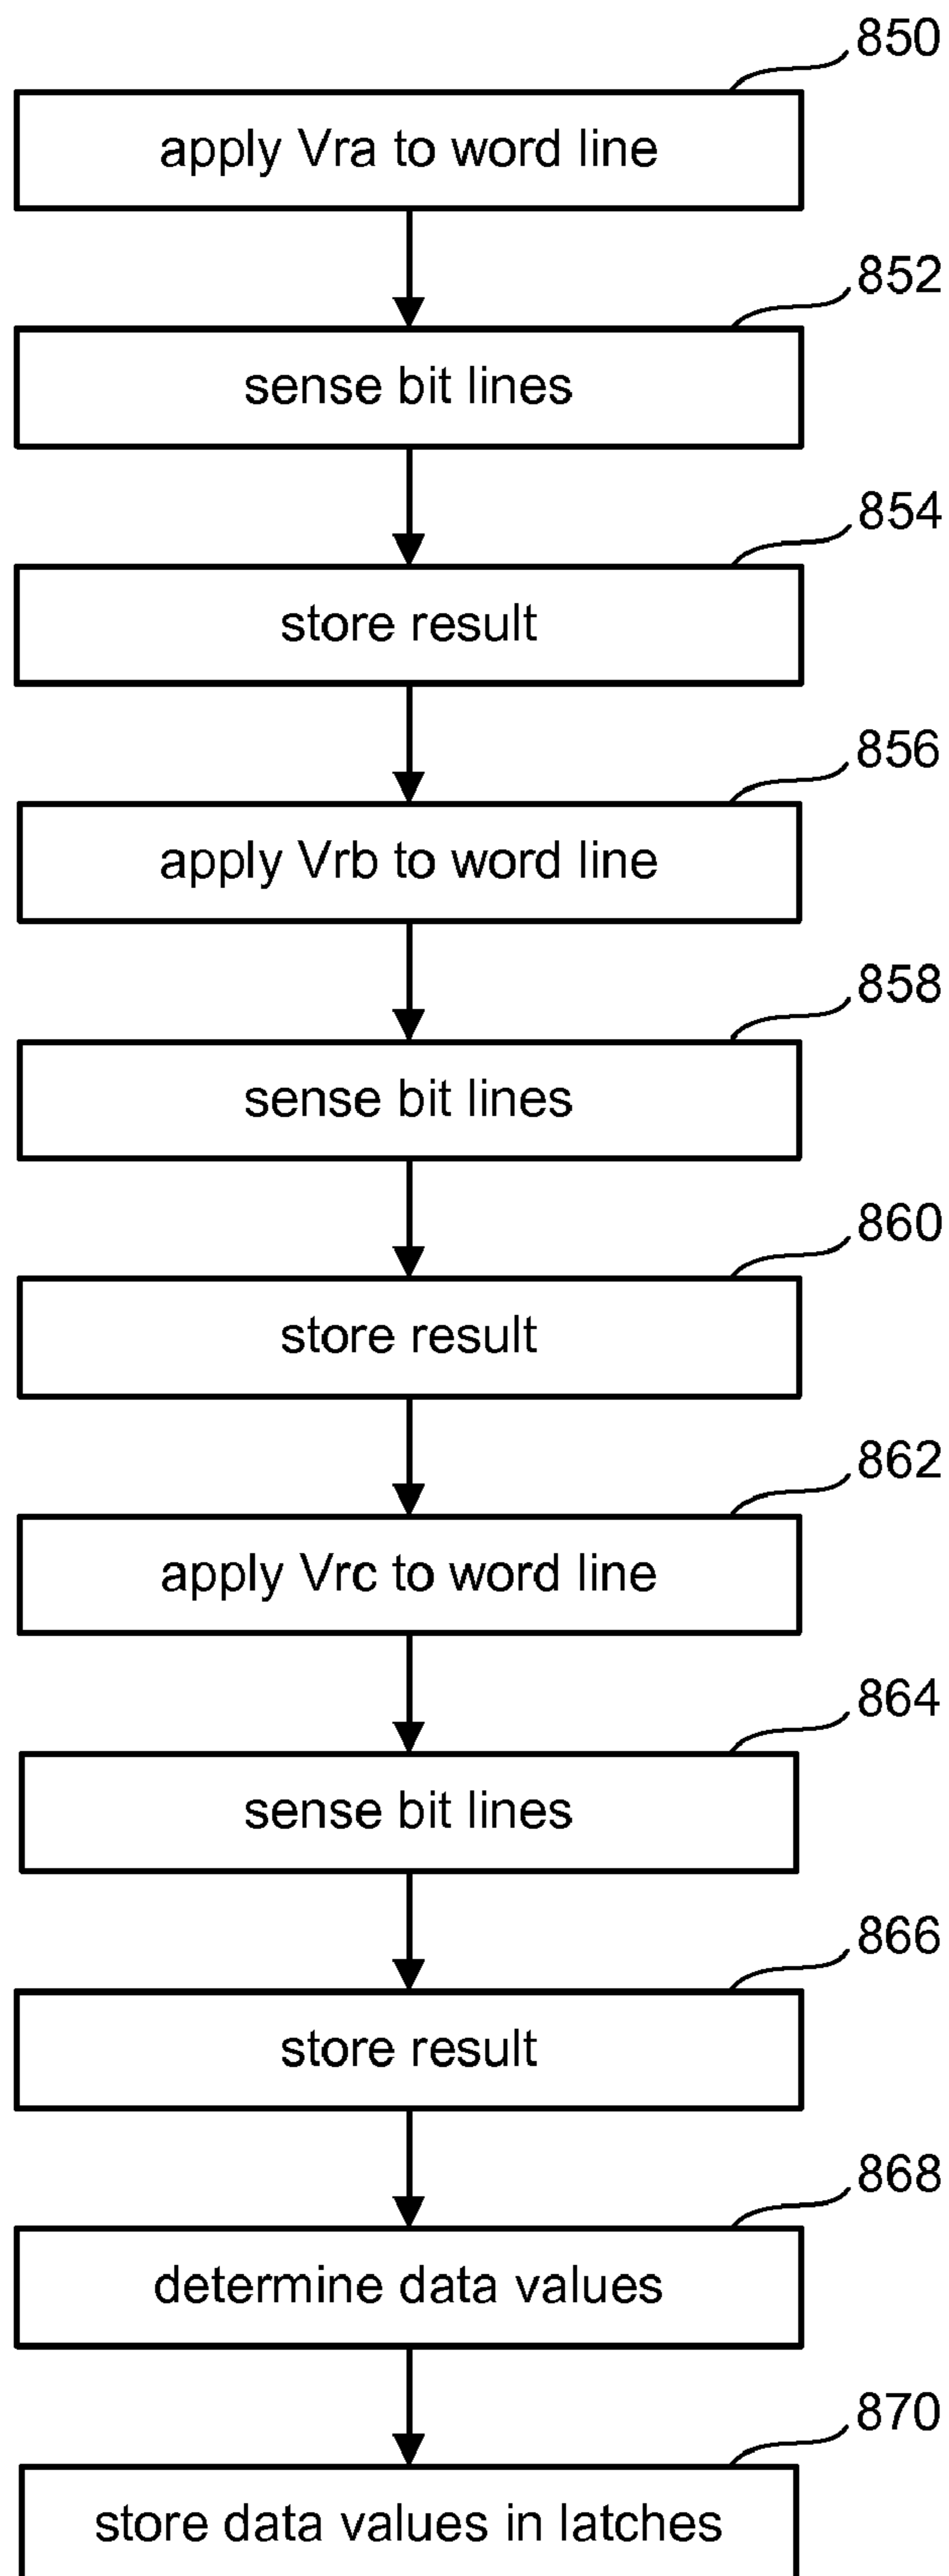 850
apply Vra to word line
852
sense bit lines
854
store result
856
apply Vrb to word line
858
sense bit lines
860
store result
862
apply Vrc to word line
864
sense bit lines
866
store result
868
determine data values
870
store data values in latches